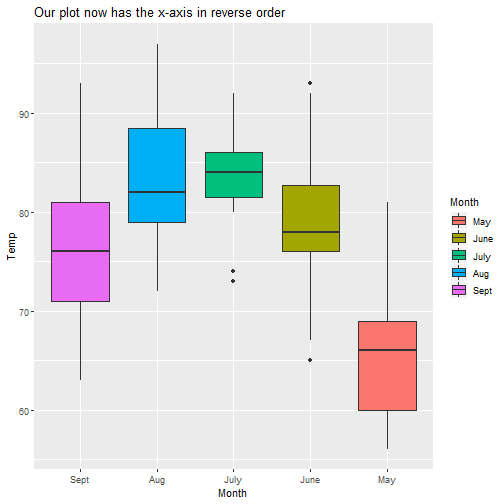 Our plot now has the x-axis in reverse order
Temp
90
80
70
60
Sept Aug July June May
Month
Month
May
June
July
Aug
Sept